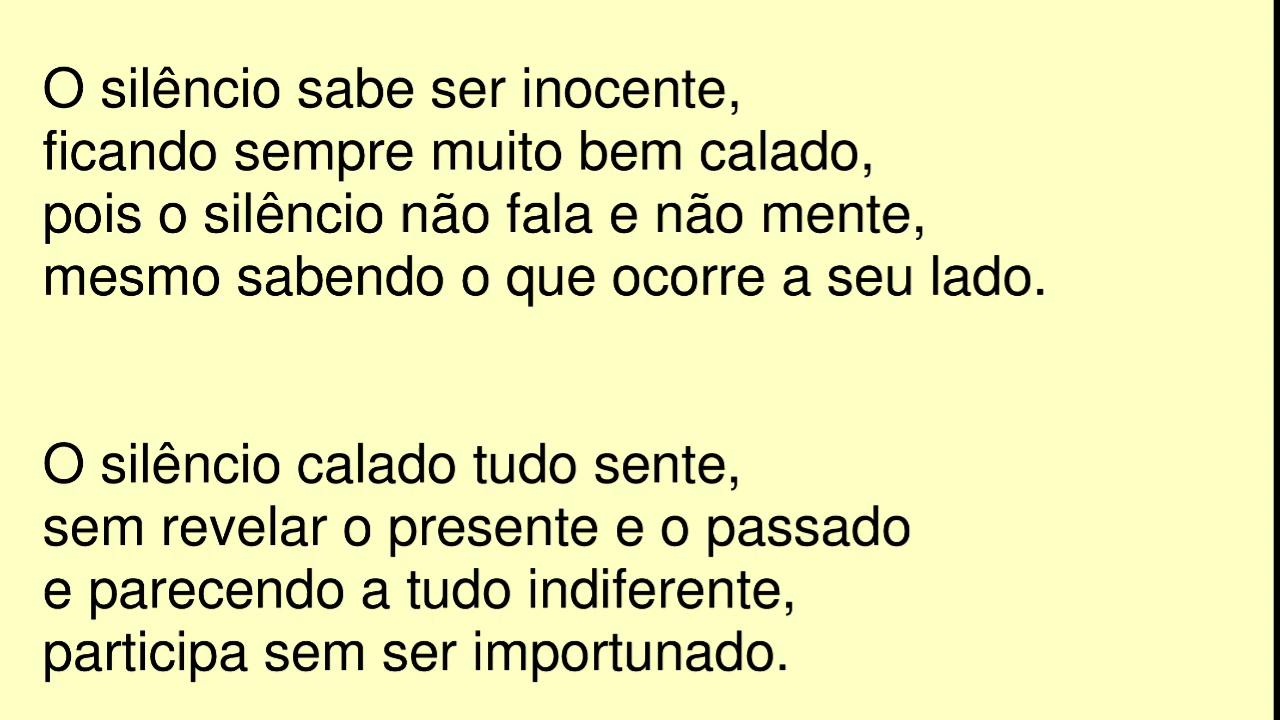 O silêncio sabe ser inocente,
ficando sempre muito bem calado,
pois o silêncio não fala e não mente,
mesmo sabendo o que ocorre a seu lado.
O silêncio calado tudo sente,
sem revelar o presente e o passado
e parecendo a tudo indiferente,
participa sem ser importunado.